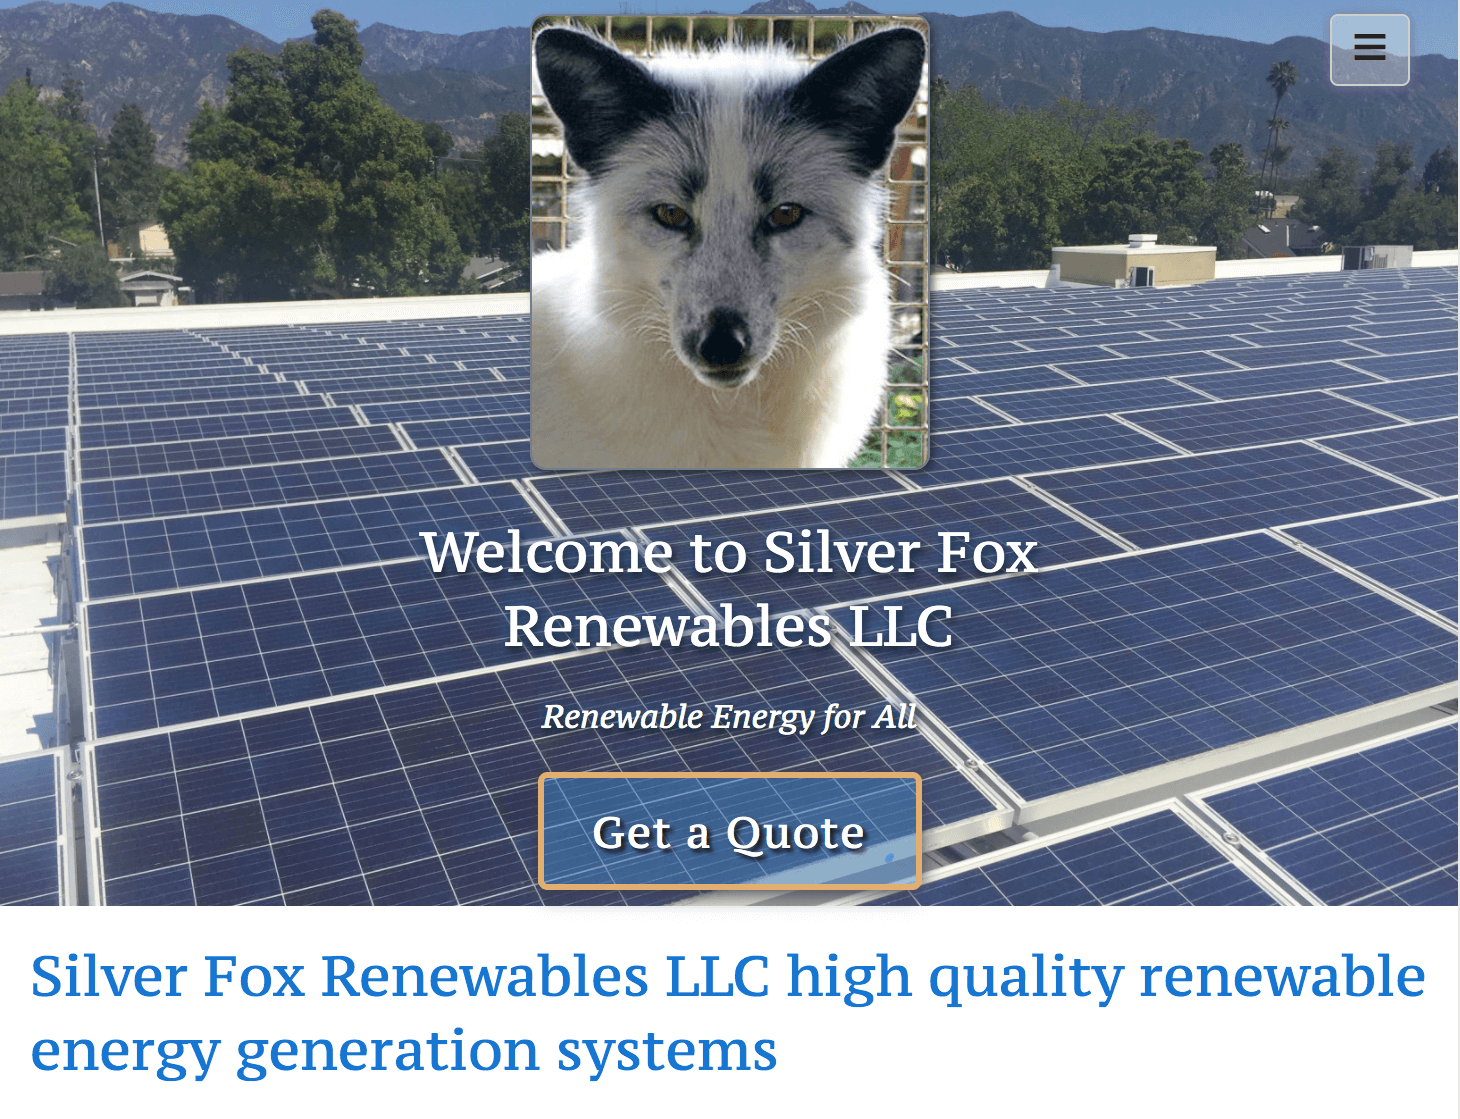 Welcome to Silver Fox
Renewables LLC
Renewable Energy for All
Get a Quote
Silver Fox Renewables LLC high quality renewable
energy generation systems